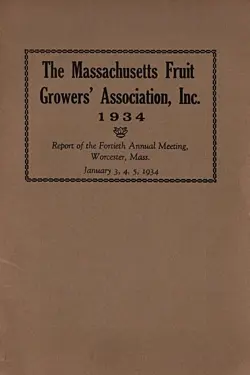 The Massachusetts Fruit
Growers' Association, Inc.
1934
Report of the Fortieth Annual Meeting,
Worcester, Mass.
January 3, 4, 5, 1934